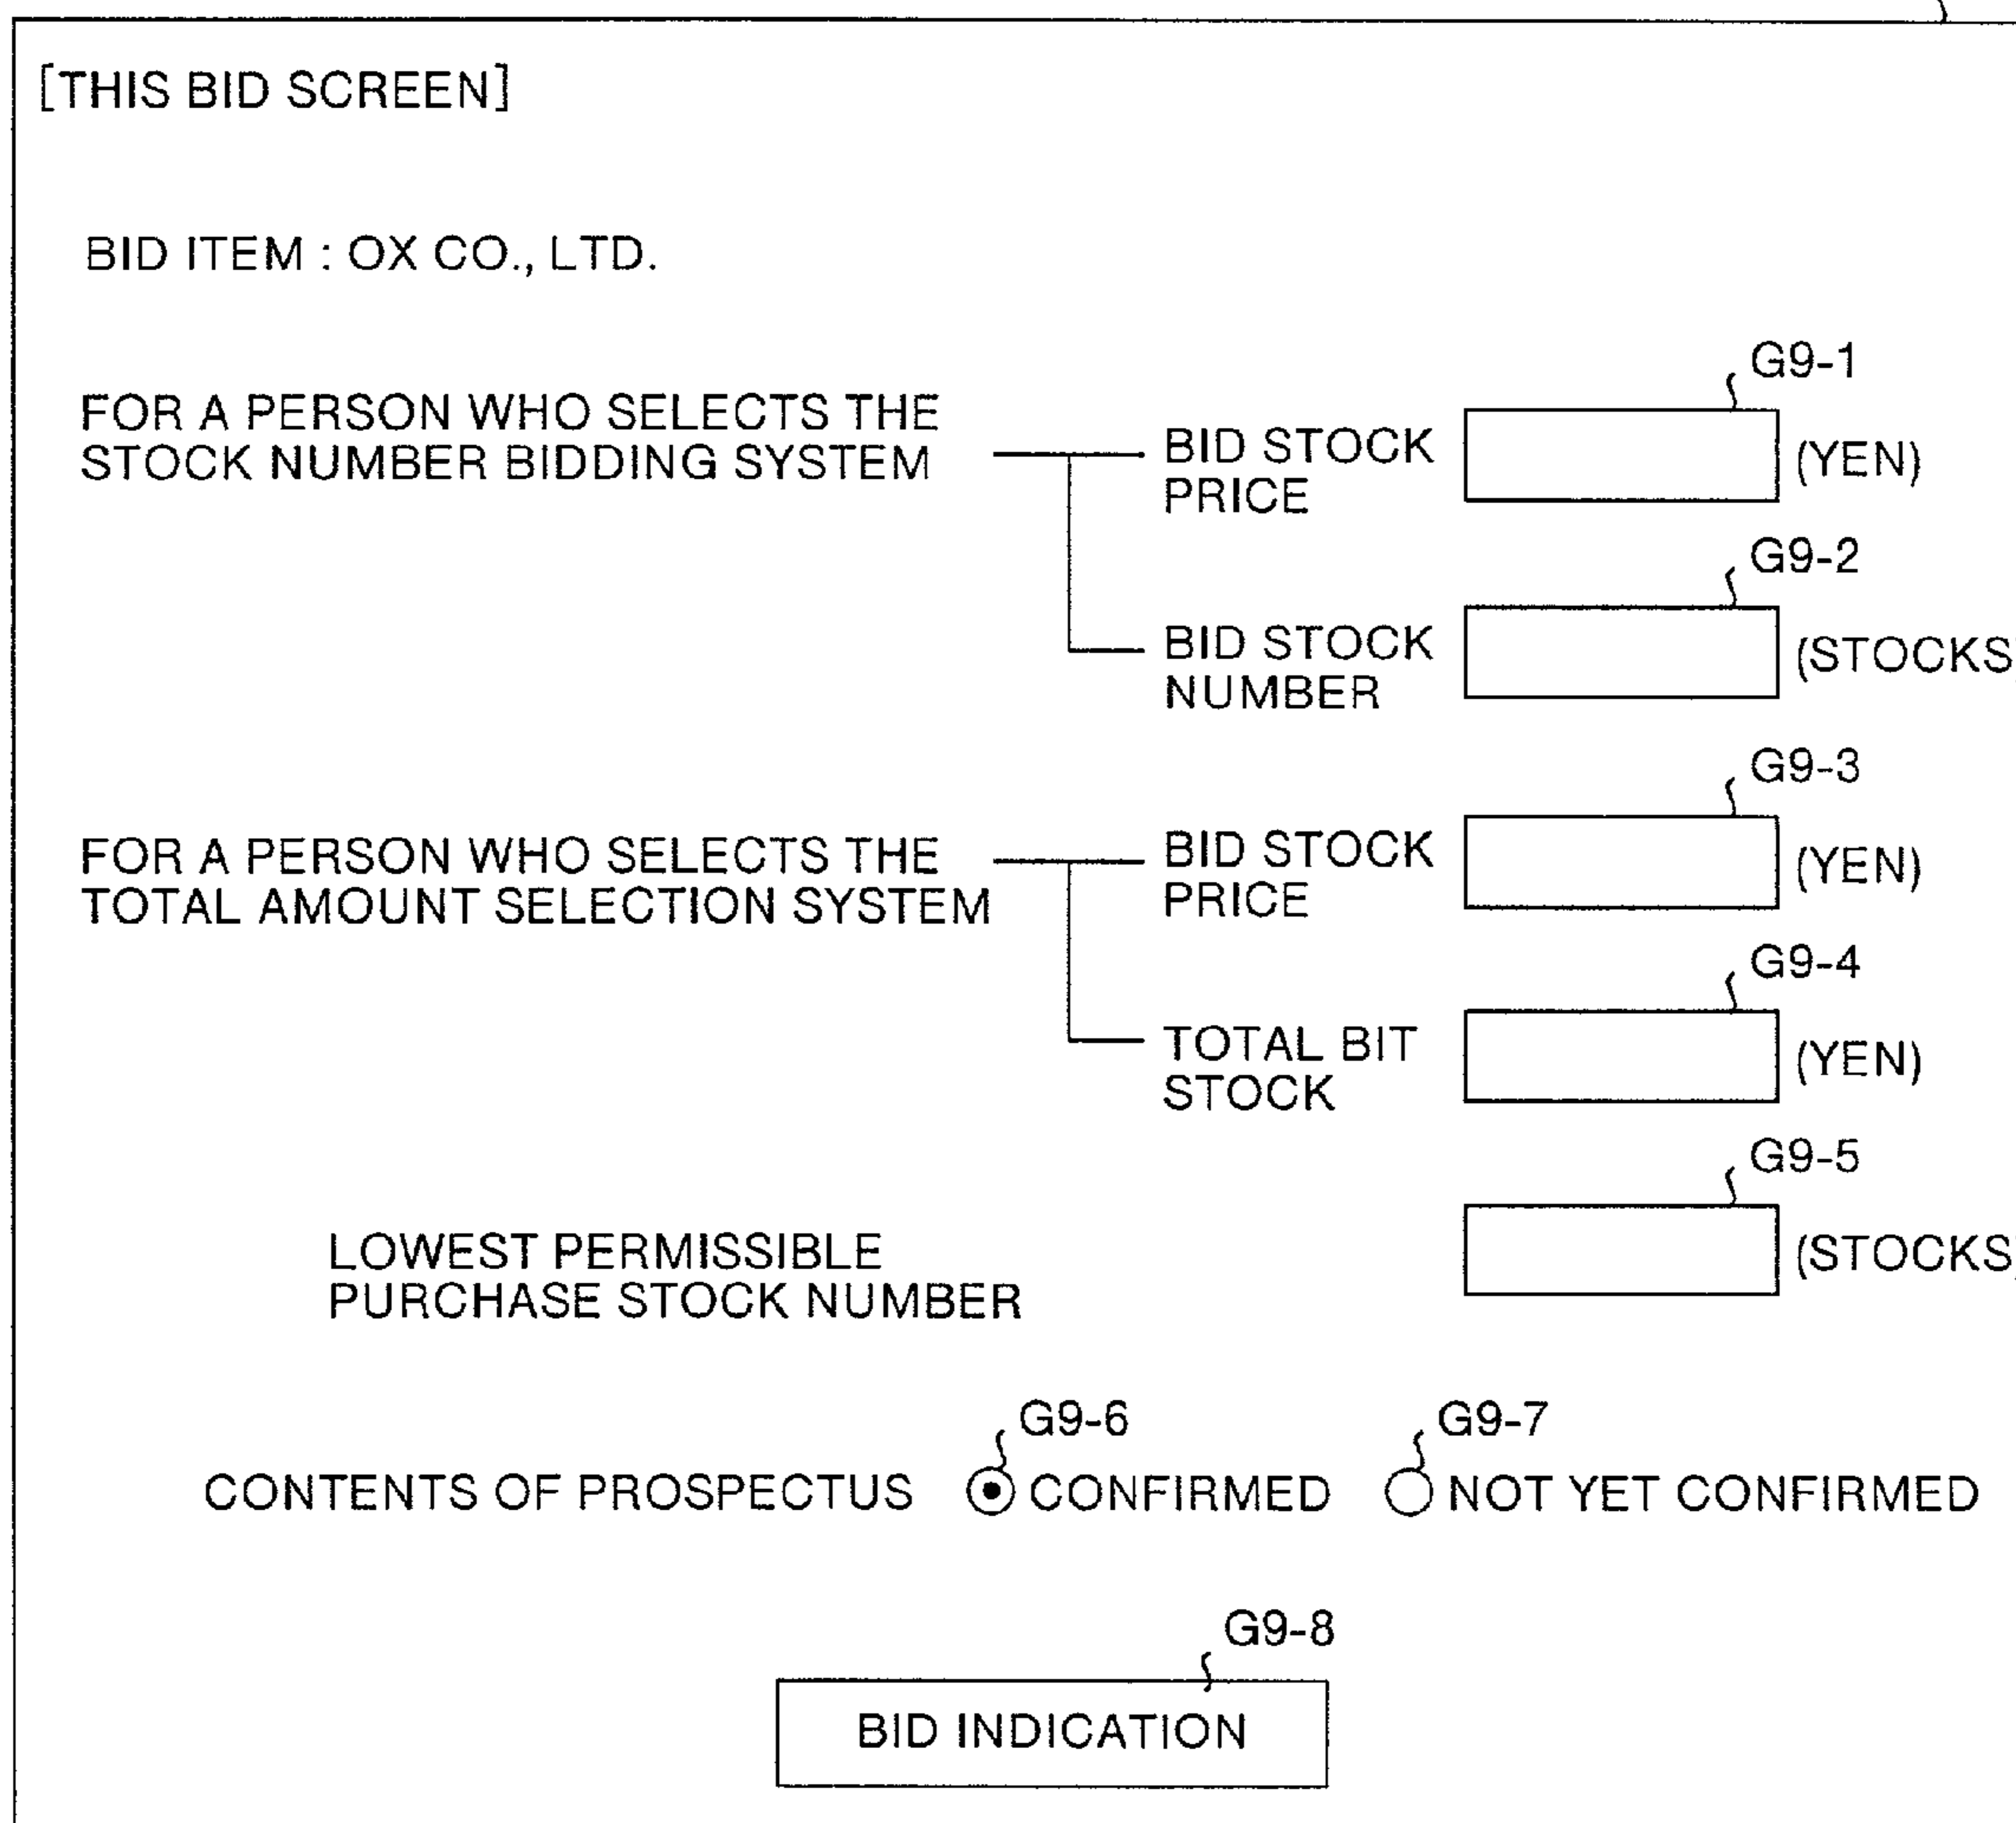 [THIS BID SCREEN]
BID ITEM : OX CO., LTD.
G9-1
FOR A PERSON WHO SELECTS THE
STOCK NUMBER BIDDING SYSTEM
BID STOCK
PRICE
(YEN)
G9-2
BID STOCK
NUMBER
(STOCKS)
G9-3
FOR A PERSON WHO SELECTS THE
TOTAL AMOUNT SELECTION SYSTEM
BID STOCK
PRICE
(YEN)
G9-4
TOTAL BIT
STOCK
(YEN)
G9-5
LOWEST PERMISSIBLE
PURCHASE STOCK NUMBER
(STOCKS)
G9-6
G9-7
CONTENTS OF PROSPECTUS CONFIRMED NOT YET CONFIRMED
G9-8
BID INDICATION